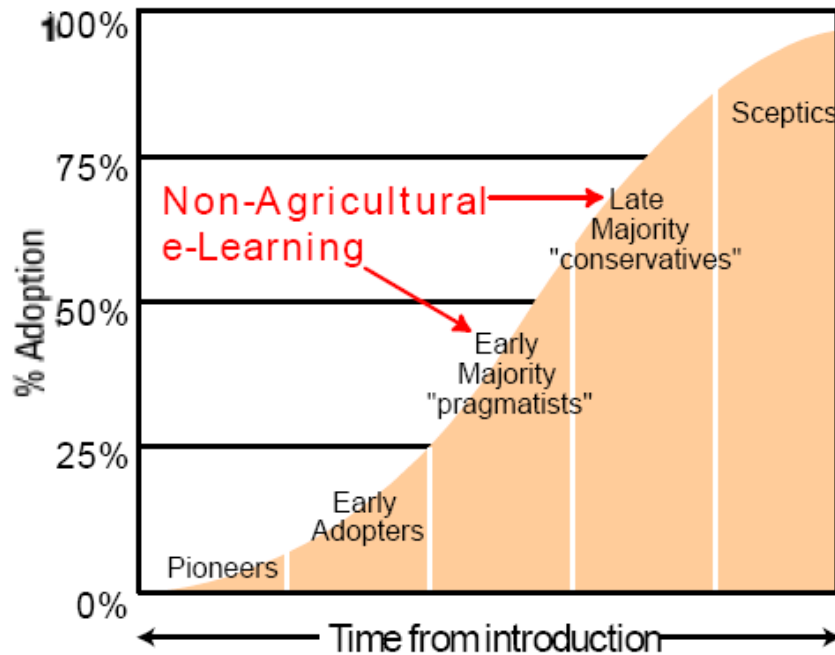 100%
Sceptics
75%
Non-Agricultural
e-Learning
Late
Majority
"conservatives"
50%
Early
Majority
"pragmatists"
25%
Early
Adopters
Pioneers
0%
% Adoption
Time from introduction